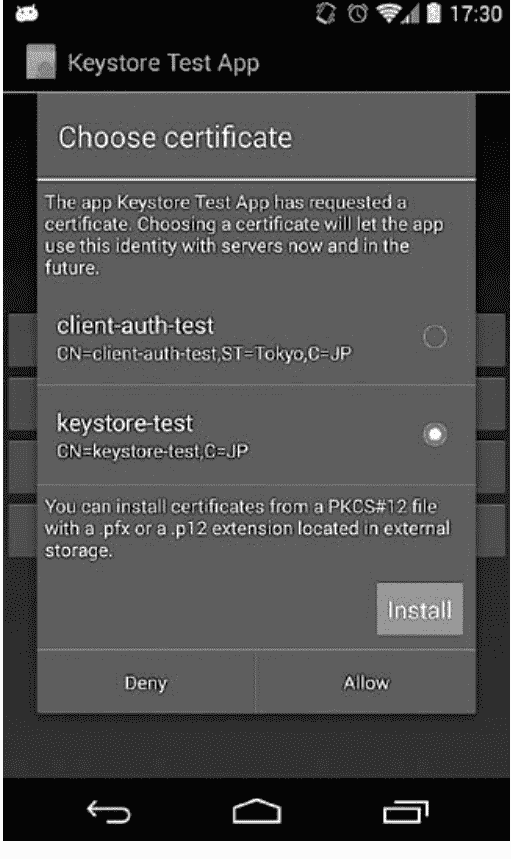 17:30
Keystore Test App
Choose certificate
The app Keystore Test App has requested a
certificate. Choosing a certificate will let the app
use this identity with servers now and in the
future.
client-auth-test
CN=client-auth-test,ST=Tokyo,C=JP
keystore-test
CN=keystore-test,C=JP
You can install certificates from a PKCS#12 file
with a .pfx or a .p12 extension located in external
storage.
Install
Deny Allow